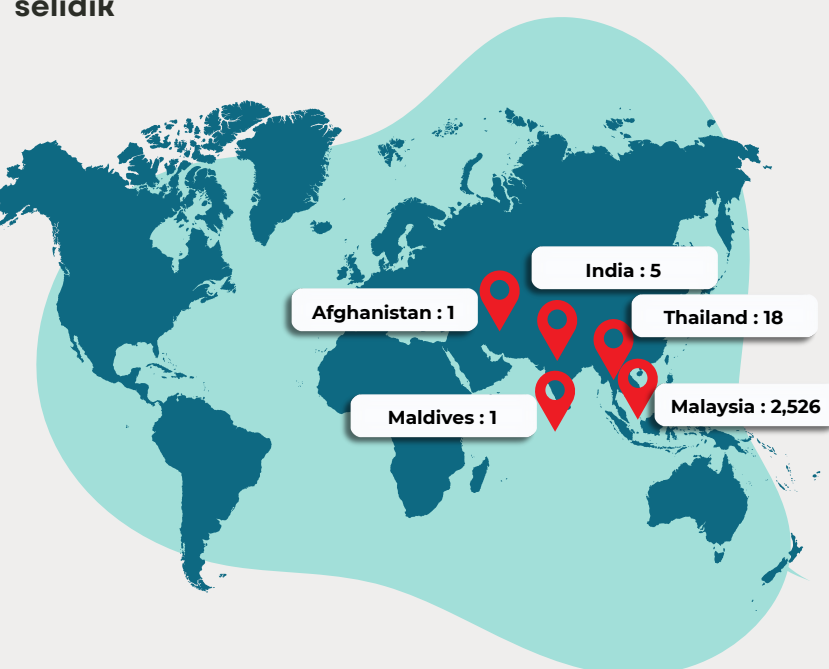 selidik
India : 5
Afghanistan : 1
Thailand : 18
Malaysia : 2,526
Maldives : 1